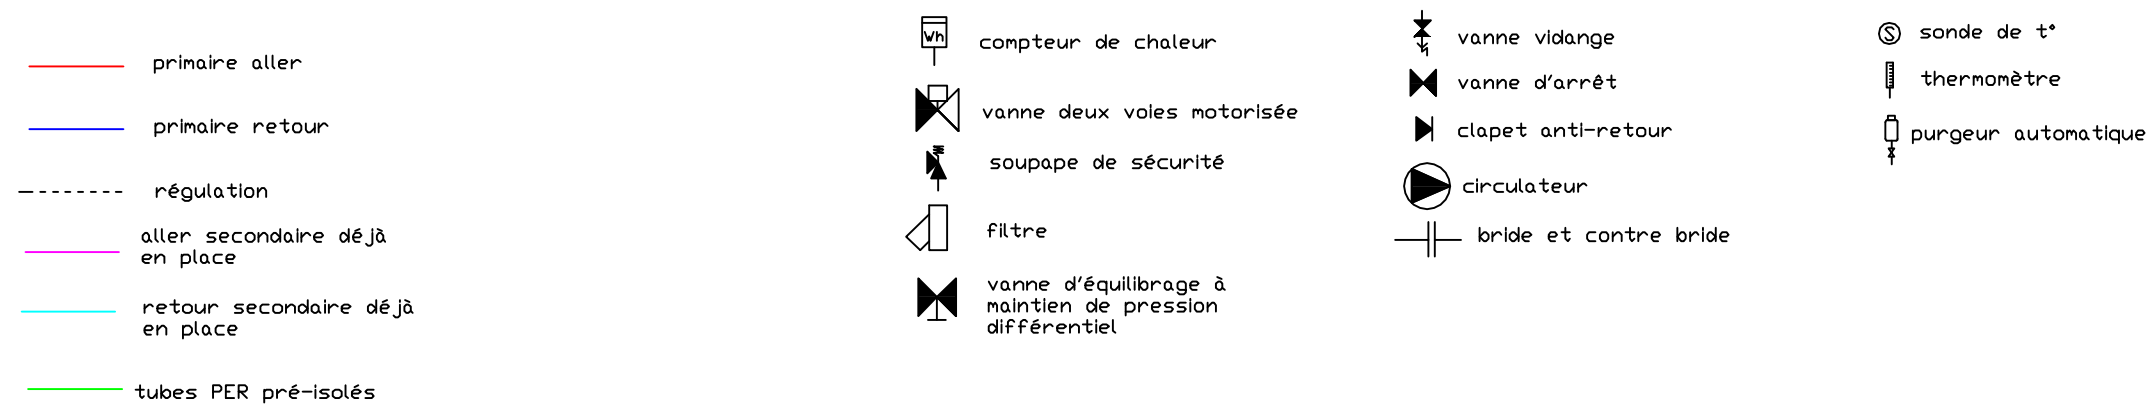 primaire aller
primaire retour
régulation
aller secondaire déjà
en place
retour secondaire déjà
en place
tubes PER pré-isolés
Wh
compteur de chaleur
vanne deux voies motorisée
soupape de sécurité
filtre
vanne d'équilibrage à
maintien de pression
différentiel
vanne vidange
vanne d'arrêt
clapet anti-retour
circulateur
bride et contre bride
S
sonde de t°
thermomètre
purgeur automatique